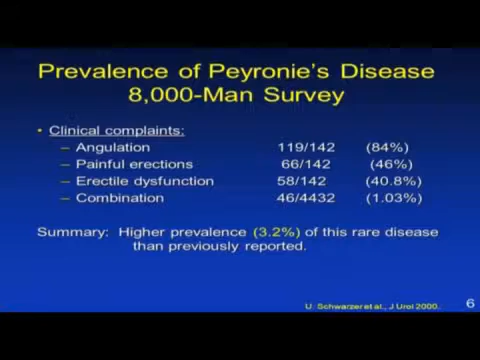 Prevalence of Peyronie's Disease
8,000-Man Survey
• Clinical complaints:
– Angulation 119/142 (84%)
– Painful erections 66/142 (46%)
– Erectile dysfunction 58/142 (40.8%)
– Combination 46/4432 (1.03%)
Summary: Higher prevalence (3.2%) of this rare disease
than previously reported.
U. Schwarzer et al., J Urol 2000.
6